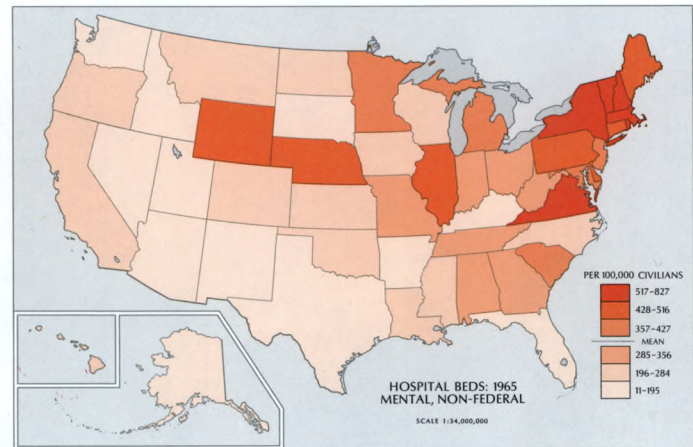 PER 100,000 CIVILIANS
517-827
428-516
357-427
MEAN
285-356
196-284
11-195
HOSPITAL BEDS: 1965
MENTAL, NON-FEDERAL
SCALE 1:34,000,000